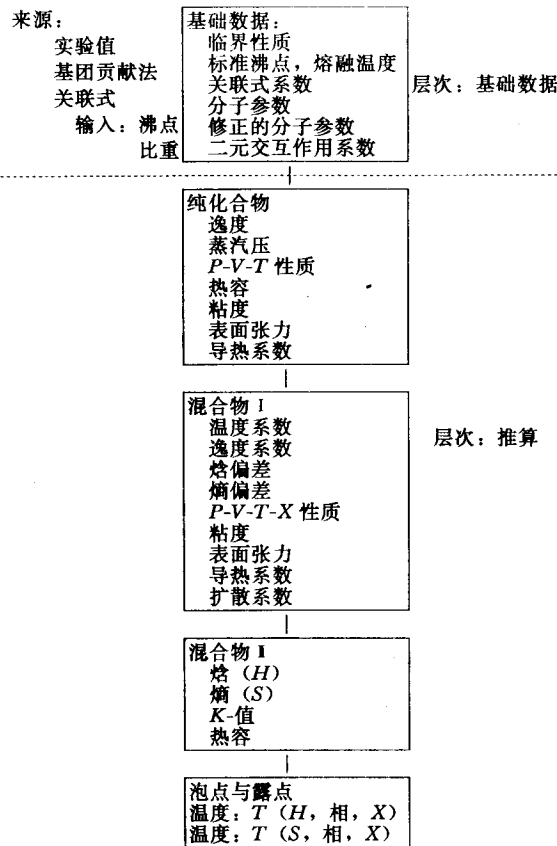 来源：
实验值
基团贡献法
关联式
输入：沸点
比重
基础数据：
临界性质
标准沸点，熔融温度
关联式系数
分子参数
修正的分子参数
二元交互作用系数
层次：基础数据
纯化合物
逸度
蒸汽压
P-V-T 性质
热容
粘度
表面张力
导热系数
混合物 I
温度系数
逸度系数
焓偏差
熵偏差
P-V-T-X 性质
粘度
表面张力
导热系数
扩散系数
层次：推算
混合物 II
焓（H）
熵（S）
K-值
热容
泡点与露点
温度：T（H，相，X）
温度：T（S，相，X）